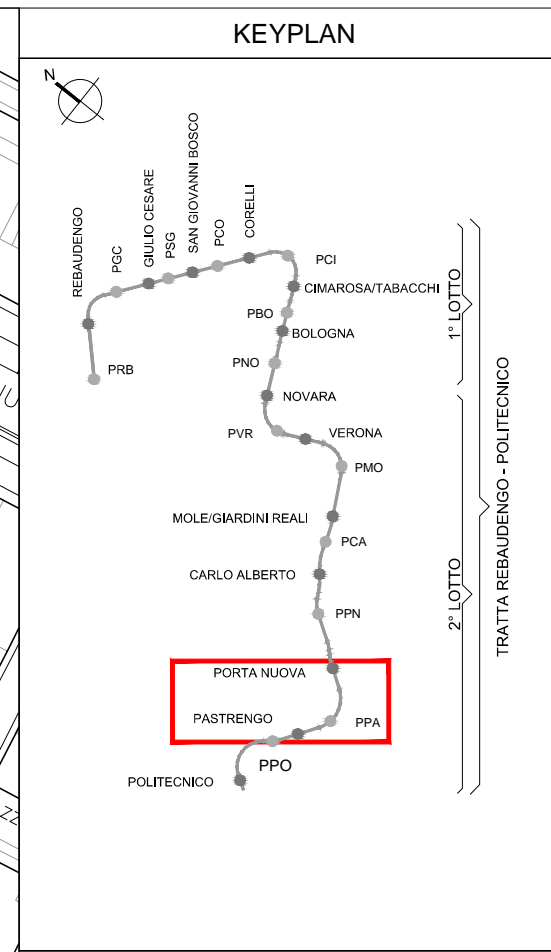 KEYPLAN
N
REBAUDENGO
PGC
GIULIO CESARE
PSG
SAN GIOVANNI BOSCO
PCO
CORELLI
PCI
CIMAROSA/TABACCHI
PBO
BOLOGNA
PNO
PRB
NOVARA
PVR
VERONA
PMO
MOLE/GIARDINI REALI
PCA
CARLO ALBERTO
PPN
PORTA NUOVA
PASTRENGO
PPA
PPO
POLITECNICO
1° LOTTO
2° LOTTO
TRATTA REBAUDENGO - POLITECNICO